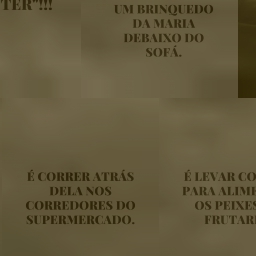 TER"!!!
UM BRINQUEDO
DA MARIA
DEBAIXO DO
SOFÁ.
É CORRER ATRÁS
DELA NOS
CORREDORES DO
SUPERMERCADO.
É LEVAR CO
PARA ALIM
OS PEIXES
FRUTAR